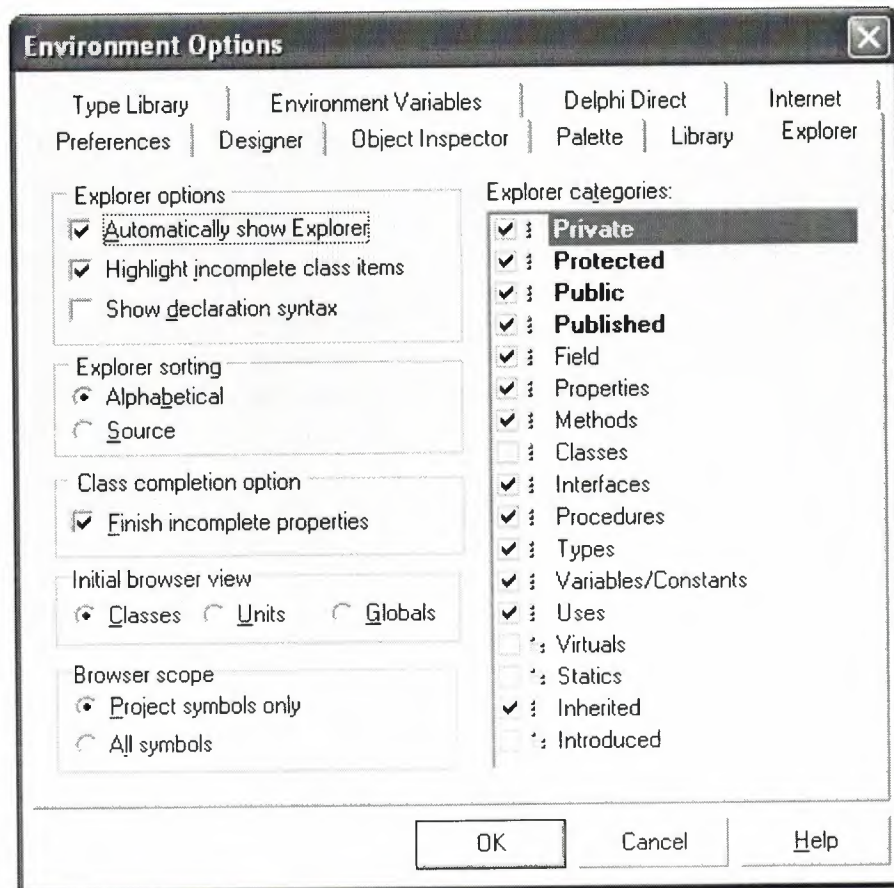 Environment Options
Type Library
Environment Variables
Delphi Direct
Internet
Preferences
Designer
Object Inspector
Palette
Library
Explorer
Explorer options
Automatically show Explorer
Highlight incomplete class items
Show declaration syntax
Explorer sorting
Alphabetical
Source
Class completion option
Finish incomplete properties
Initial browser view
Classes
Units
Globals
Browser scope
Project symbols only
All symbols
Explorer categories:
Private
Protected
Public
Published
Field
Properties
Methods
Classes
Interfaces
Procedures
Types
Variables/Constants
Uses
Virtuals
Statics
Inherited
Introduced
OK
Cancel
Help